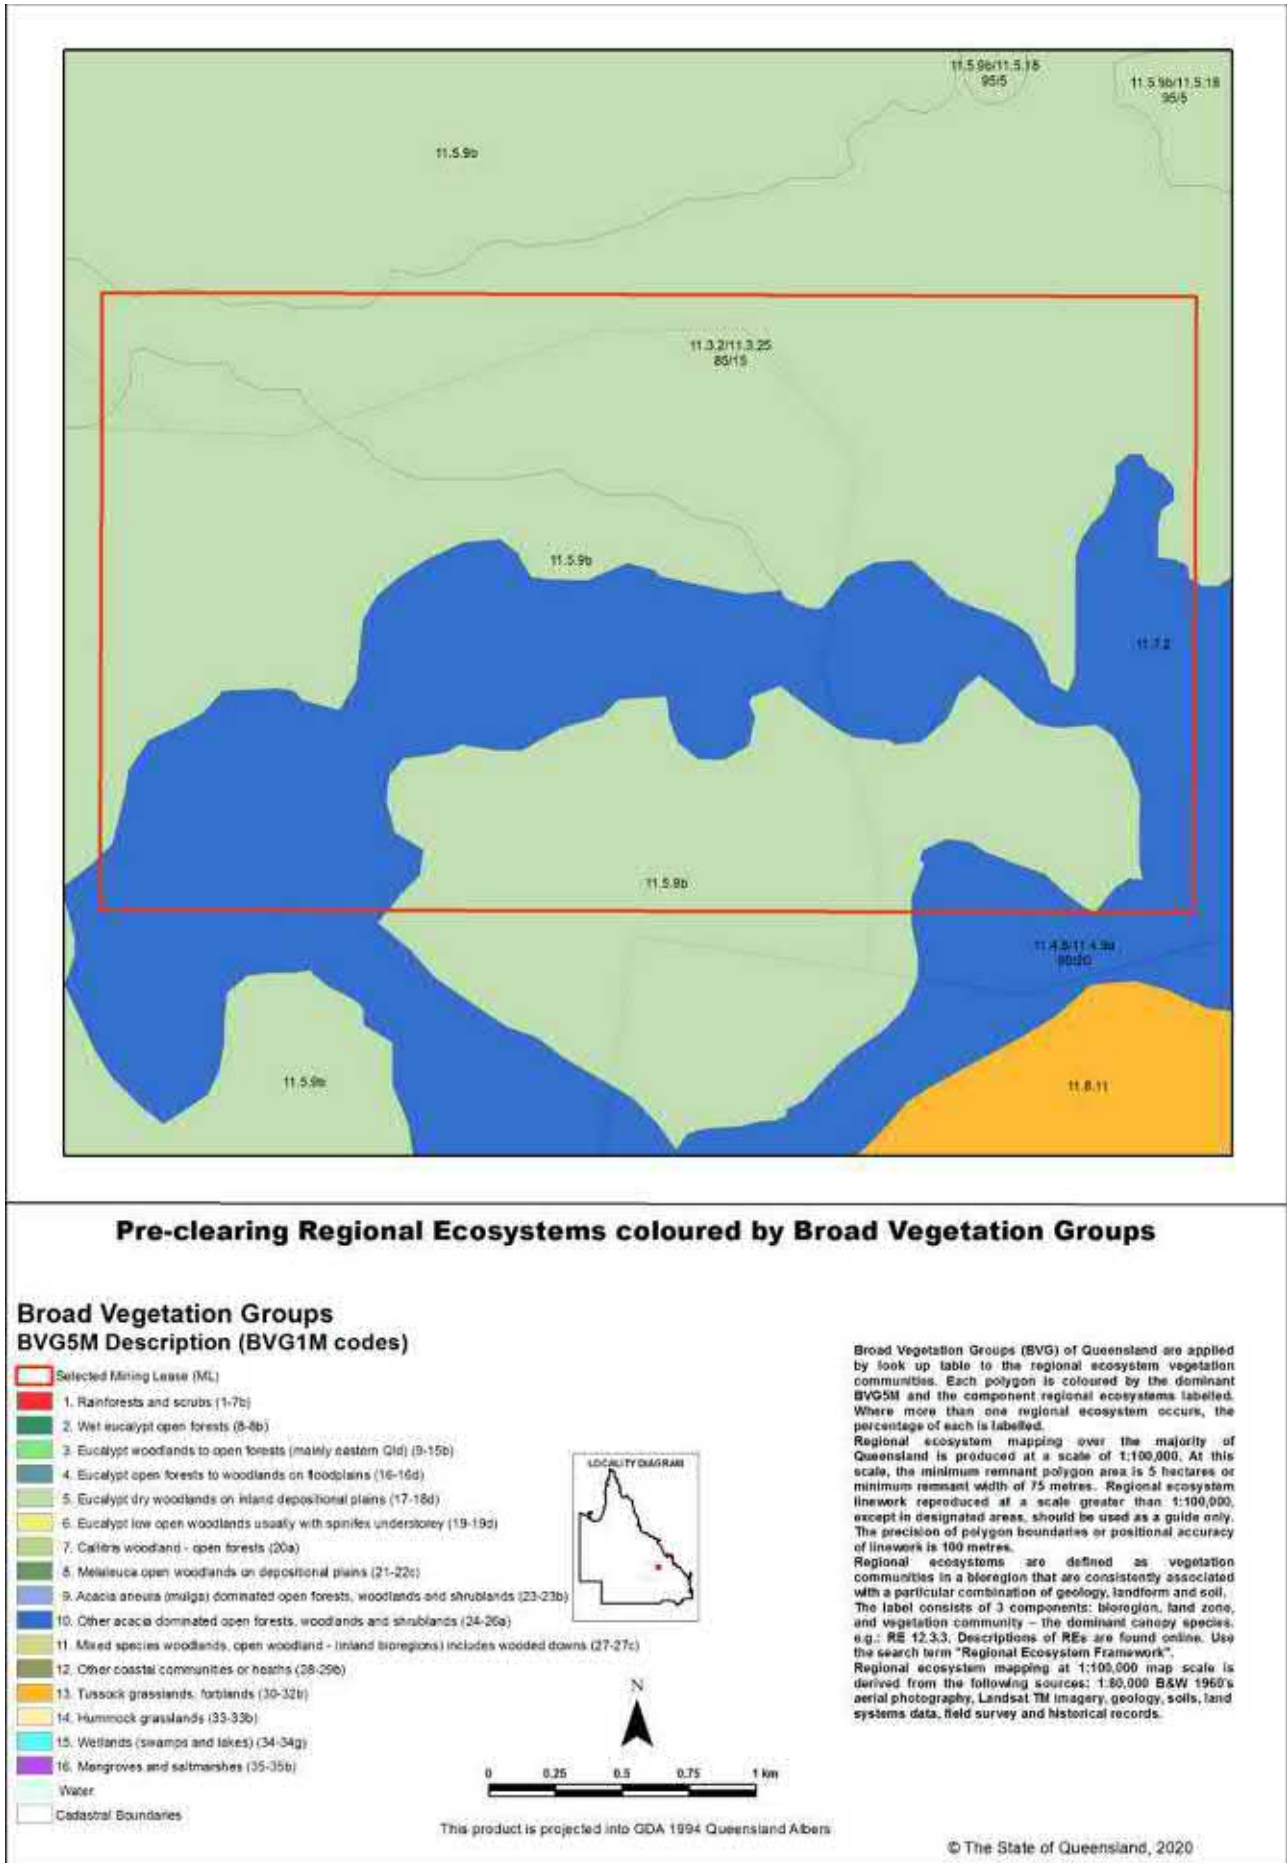 11.5.9b/11.5.18
95/5
11.5.9b/11.5.18
95/5
11.5.9b
11.3.2/11.3.25
85/15
11.5.9b
11.7.2
11.5.9b
11.4.8/11.4.9a
80/20
11.5.9b
11.8.11
Pre-clearing Regional Ecosystems coloured by Broad Vegetation Groups
Broad Vegetation Groups
BVG5M Description (BVG1M codes)
Selected Mining Lease (ML)
1. Rainforests and scrubs (1-7b)
2. Wet eucalypt open forests (8-8b)
3. Eucalypt woodlands to open forests (mainly eastern Qld) (9-15b)
4. Eucalypt open forests to woodlands on floodplains (16-16d)
5. Eucalypt dry woodlands on inland depositional plains (17-18d)
6. Eucalypt low open woodlands usually with spinifex understorey (19-19d)
7. Callitris woodland - open forests (20a)
8. Melaleuca open woodlands on depositional plains (21-22c)
9. Acacia aneura (mulga) dominated open forests, woodlands and shrublands (23-23b)
10. Other acacia dominated open forests, woodlands and shrublands (24-26a)
11. Mixed species woodlands, open woodland - (inland bioregions) includes wooded downs (27-27c)
12. Other coastal communities or heaths (28-29b)
13. Tussock grasslands, forblands (30-32b)
14. Hummock grasslands (33-33b)
15. Wetlands (swamps and lakes) (34-34g)
16. Mangroves and saltmarshes (35-35b)
Water
Cadastral Boundaries
LOCALITY DIAGRAM
N
0 0.25 0.5 0.75 1 km
This product is projected into GDA 1994 Queensland Albers
Broad Vegetation Groups (BVG) of Queensland are applied
by look up table to the regional ecosystem vegetation
communities. Each polygon is coloured by the dominant
BVG5M and the component regional ecosystems labelled.
Where more than one regional ecosystem occurs, the
percentage of each is labelled.
Regional ecosystem mapping over the majority of
Queensland is produced at a scale of 1:100,000. At this
scale, the minimum remnant polygon area is 5 hectares or
minimum remnant width of 75 metres. Regional ecosystem
linework reproduced at a scale greater than 1:100,000,
except in designated areas, should be used as a guide only.
The precision of polygon boundaries or positional accuracy
of linework is 100 metres.
Regional ecosystems are defined as vegetation
communities in a bioregion that are consistently associated
with a particular combination of geology, landform and soil.
The label consists of 3 components: bioregion, land zone,
and vegetation community – the dominant canopy species.
e.g.: RE 12.3.3. Descriptions of REs are found online. Use
the search term "Regional Ecosystem Framework".
Regional ecosystem mapping at 1:100,000 map scale is
derived from the following sources: 1:80,000 B&W 1960's
aerial photography, Landsat TM imagery, geology, soils, land
systems data, field survey and historical records.
© The State of Queensland, 2020